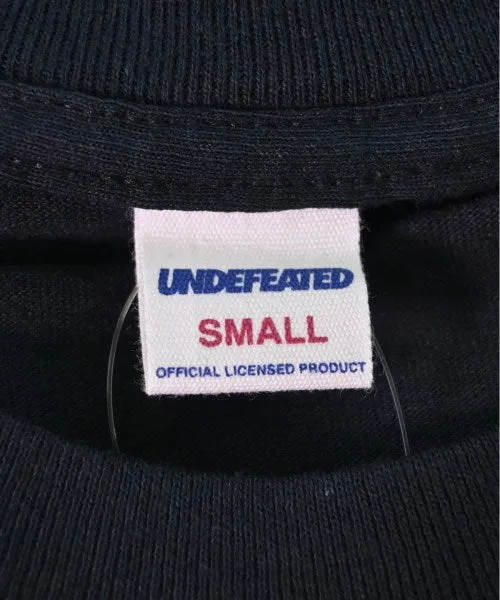 UNDEFEATED
SMALL
OFFICIAL LICENSED PRODUCT